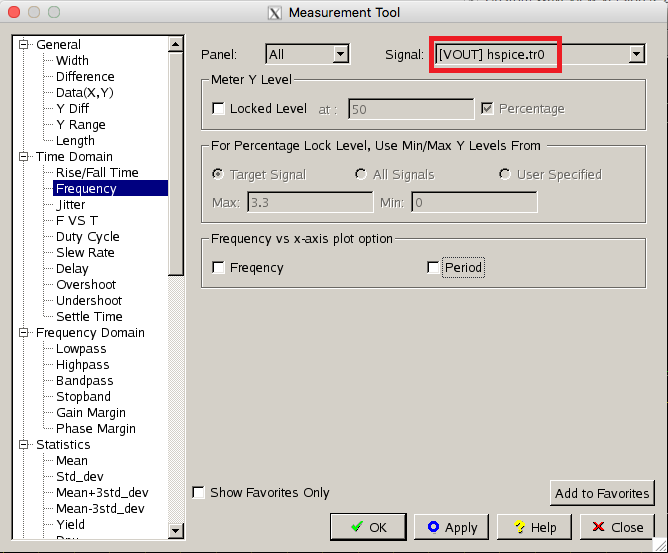 Measurement Tool
General
Width
Difference
Data(X,Y)
Y Diff
Y Range
Length
Time Domain
Rise/Fall Time
Frequency
Jitter
F VS T
Duty Cycle
Slew Rate
Delay
Overshoot
Undershoot
Settle Time
Frequency Domain
Lowpass
Highpass
Bandpass
Stopband
Gain Margin
Phase Margin
Statistics
Mean
Std_dev
Mean+3std_dev
Mean-3std_dev
Yield
Panel: All Signal: [VOUT] hspice.tr0
Meter Y Level
Locked Level at : 50 Percentage
For Percentage Lock Level, Use Min/Max Y Levels From
Target Signal All Signals User Specified
Max: 3.3 Min: 0
Frequency vs x-axis plot option
Freqency Period
Show Favorites Only Add to Favorites
OK Apply Help Close